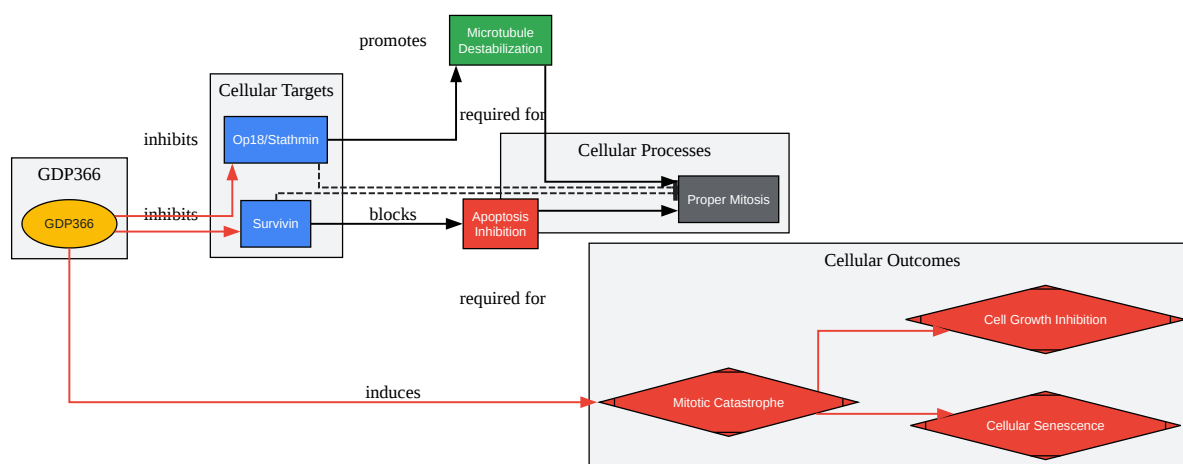 Microtubule
Destabilization
promotes
Cellular Targets
required for
inhibits
Op18/Stathmin
Cellular Processes
GDP366
Proper Mitosis
GDP366
inhibits
Survivin
blocks
Apoptosis
Inhibition
Cellular Outcomes
required for
Cell Growth Inhibition
induces
Mitotic Catastrophe
Cellular Senescence